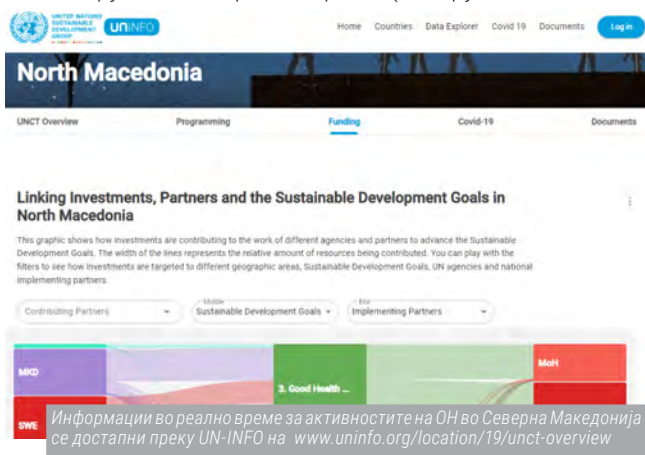 UNITED NATIONS
SUSTAINABLE
DEVELOPMENT
GROUP
UNINFO
Home Countries Data Explorer Covid 19 Documents Log in
North Macedonia
UNCT Overview Programming Funding Covid-19 Documents
Linking Investments, Partners and the Sustainable Development Goals in
North Macedonia
This graphic shows how investments are contributing to the work of different agencies and partners to advance the Sustainable
Development Goals. The width of the lines represents the relative amount of resources being contributed. You can play with the
filters to see how investments are targeted to different geographic areas, Sustainable Development Goals, UN agencies and national
implementing partners.
Middle End
Contributing Partners Sustainable Development Goals Implementing Partners
MKD MoH
3. Good Health ...
SWE
Информации во реално време за активностите на ОН во Северна Македонија
се достапни преку UN-INFO на www.uninfo.org/location/19/unct-overview